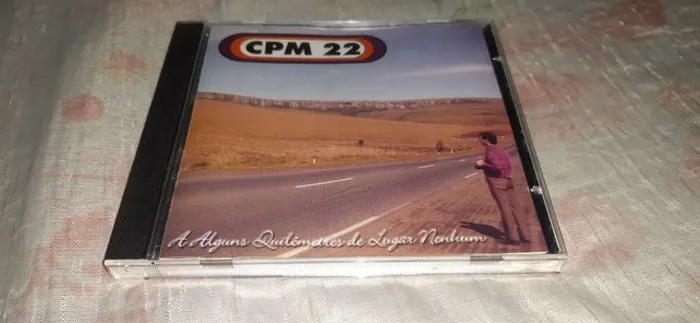 CPM 22
A Alguns Quilômetros de Lugar Nenhum